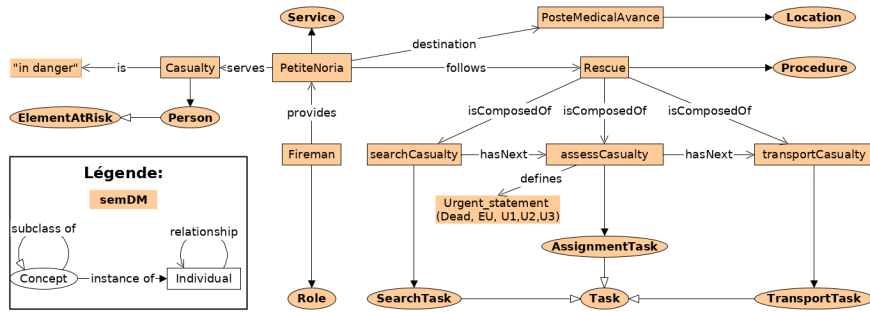 Service
PosteMedicalAvance
Location
destination
"in danger"
is
Casualty
serves
PetiteNoria
follows
Rescue
Procedure
ElementAtRisk
Person
provides
isComposedOf
isComposedOf
isComposedOf
Fireman
searchCasualty
hasNext
assessCasualty
hasNext
transportCasualty
defines
Urgent_statement
(Dead, EU, U1,U2,U3)
AssignmentTask
Role
SearchTask
Task
TransportTask
Légende:
semDM
subclass of
relationship
Concept
instance of
Individual